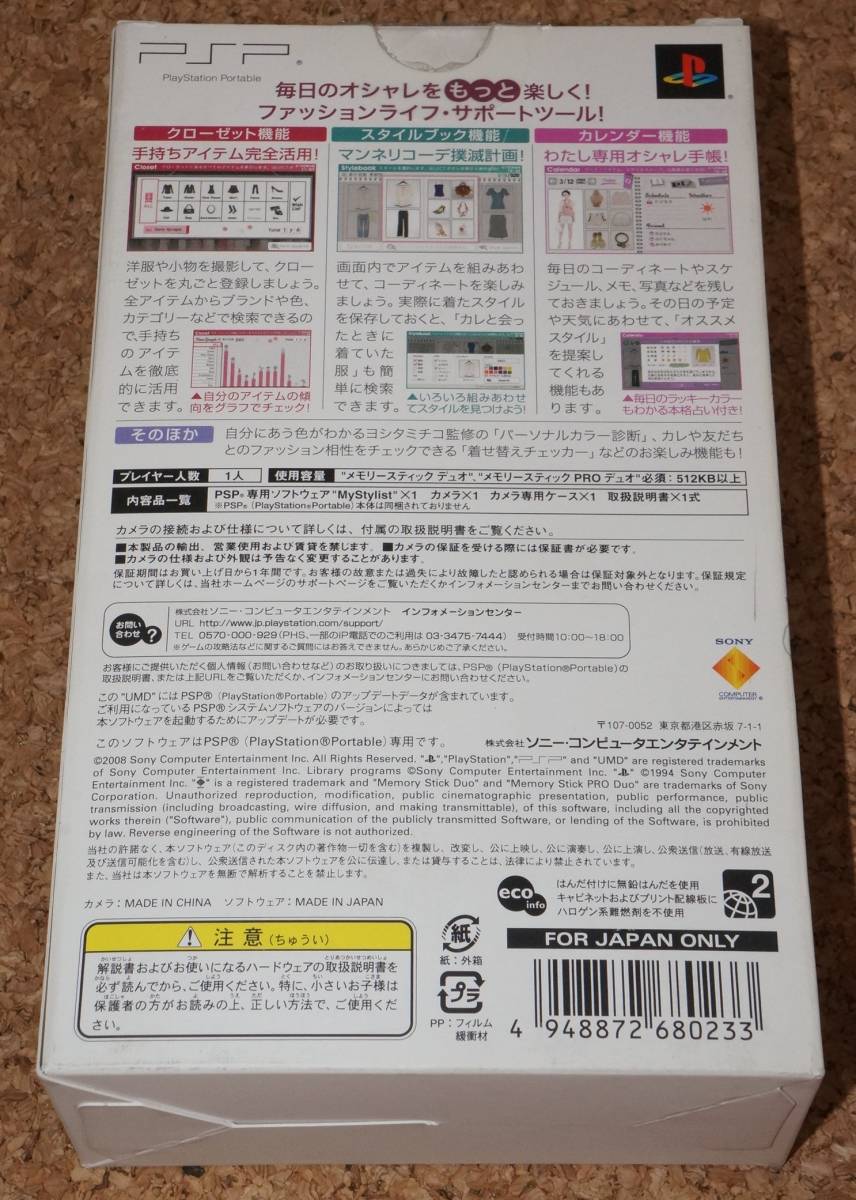 PSP®
PlayStation Portable
毎日のオシャレをもっと楽しく!
ファッションライフ・サポートツール!
クローゼット機能
手持ちアイテム完全活用!
Closet
洋服や小物を撮影して、クロー
ゼットを丸ごと登録しましょう。
全アイテムからブランドや色、
カテゴリーなどで検索できるの
で、手持ち
のアイテ
ムを徹底
的に活用
できます。
Closet
▲自分のアイテムの傾
向をグラフでチェック!
スタイルブック機能
マンネリコーデ撲滅計画!
Stylebook
画面内でアイテムを組みあわ
せて、コーディネートを楽しみ
ましょう。実際に着たスタイル
を保存しておくと、「カレと会っ
たときに
着ていた
服」も簡
単に検索
できます。
▲いろいろ組みあわせ
てスタイルを見つけよう!
カレンダー機能
わたし専用オシャレ手帳!
Calendar
3/12
毎日のコーディネートやスケ
ジュール、メモ、写真などを残し
ておきましょう。その日の予定
や天気にあわせて、「オススメ
スタイル」
を提案し
てくれる
機能もあ
ります。
▲毎日のラッキーカラー
もわかる本格占い付き!
そのほか
自分にあう色がわかるヨシタミチコ監修の「パーソナルカラー診断」、カレや友だち
とのファッション相性をチェックできる「着せ替えチェッカー」などのお楽しみ機能も!
プレイヤー人数 1人 使用容量 "メモリースティック デュオ"、"メモリースティック PRO デュオ"必須:512KB以上
内容品一覧 PSP®専用ソフトウェア"MyStylist"×1 カメラ×1 カメラ専用ケース×1 取扱説明書×1式
※PSP®(PlayStation®Portable)本体は同梱されておりません
カメラの接続および仕様について詳しくは、付属の取扱説明書をご覧ください。
■本製品の輸出、営業使用および賃貸を禁じます。■カメラの保証を受ける際には保証書が必要です。
■カメラの仕様および外観は予告なく変更することがあります。
保証期間はお買い上げ日から1年間です。お客様の故意または過失により故障したと認められる場合は保証対象外となります。保証規定
について詳しくは、当社ホームページのサポートページをご覧いただくかインフォメーションセンターまでお問い合わせください。
お問い
合わせ?
株式会社ソニー・コンピュータエンタテインメント インフォメーションセンター
URL http://www.jp.playstation.com/support/
TEL 0570-000-929(PHS、一部のIP電話でのご利用は 03-3475-7444) 受付時間10:00~18:00
※ゲームの攻略法などに関するご質問にはお答えできません。あらかじめご了承ください。
お客様にご提供いただく個人情報(お問い合わせなど)のお取り扱いにつきましては、PSP®(PlayStation®Portable)の
取扱説明書、または上記URLをご覧いただくか、インフォメーションセンターにお問い合わせください。
この"UMD"にはPSP®(PlayStation®Portable)のアップデートデータが含まれています。
ご利用になっているPSP®システムソフトウェアのバージョンによっては
本ソフトウェアを起動するためにアップデートが必要です。
SONY
COMPUTER
ENTERTAINMENT®
〒107-0052 東京都港区赤坂 7-1-1
このソフトウェアはPSP®(PlayStation®Portable)専用です。
株式会社ソニー・コンピュータエンタテインメント
©2008 Sony Computer Entertainment Inc. All Rights Reserved. "","PlayStation","PSP" and "UMD" are registered trademarks
of Sony Computer Entertainment Inc. Library programs ©Sony Computer Entertainment Inc. "" ©1994 Sony Computer
Entertainment Inc. "" is a registered trademark and "Memory Stick Duo" and "Memory Stick PRO Duo" are trademarks of Sony
Corporation. Unauthorized reproduction, modification, public cinematographic presentation, public performance, public
transmission (including broadcasting, wire diffusion, and making transmittable), of this software, including all the copyrighted
works therein ("Software"), public communication of the publicly transmitted Software, or lending of the Software, is prohibited
by law. Reverse engineering of the Software is not authorized.
当社の許諾なく、本ソフトウェア(このディスク内の著作物一切を含む)を複製し、改変し、公に上映し、公に演奏し、公に上演し、公衆送信(放送、有線放送
及び送信可能化を含む)し、公衆送信された本ソフトウェアを公に伝達し、または貸与することは、法律により禁止されています。
また、当社は本ソフトウェアを無断で解析することを禁止します。
カメラ:MADE IN CHINA ソフトウェア:MADE IN JAPAN
eco
info
はんだ付けに無鉛はんだを使用
キャビネットおよびプリント配線板に
ハロゲン系難燃剤を不使用
2
注意(ちゅうい)
解説書およびお使いになるハードウェアの取扱説明書を
必ず読んでから、ご使用ください。特に、小さいお子様は
保護者の方がお読みの上、正しい方法で、ご使用くだ
さい。
紙
紙:外箱
プラ
PP:フィルム
緩衝材
FOR JAPAN ONLY
4 948872 680233